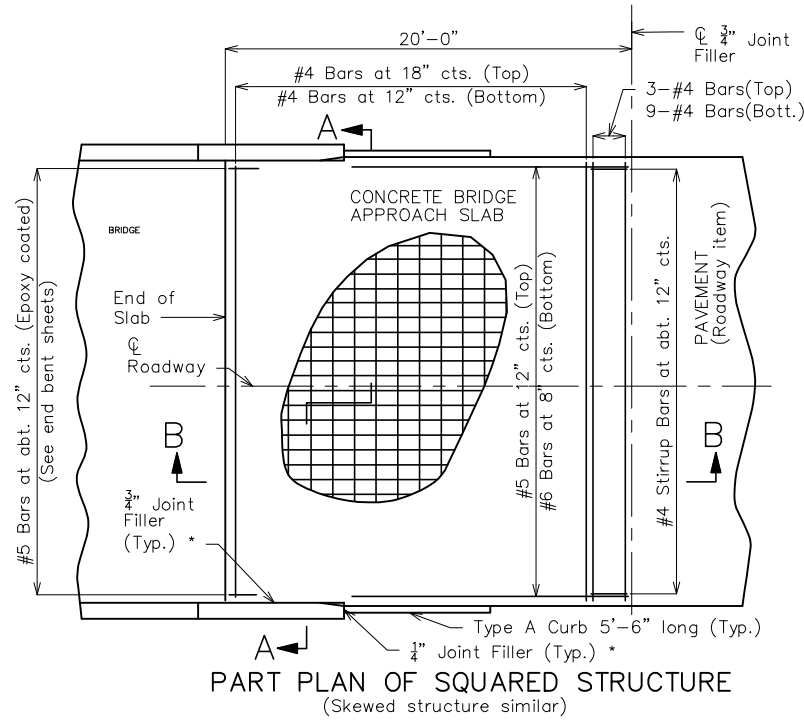 20'-0"
℄ 3/4" Joint
Filler
#4 Bars at 18" cts. (Top)
#4 Bars at 12" cts. (Bottom)
3-#4 Bars(Top)
9-#4 Bars(Bott.)
A
CONCRETE BRIDGE
APPROACH SLAB
BRIDGE
#5 Bars at abt. 12" cts. (Epoxy coated)
(See end bent sheets)
End of
Slab
℄
Roadway
#5 Bars at 12" cts. (Top)
#6 Bars at 8" cts. (Bottom)
#4 Stirrup Bars at abt. 12" cts.
PAVEMENT
(Roadway item)
B
B
3/4" Joint
Filler
(Typ.) *
Type A Curb 5'-6" long (Typ.)
A
1/4" Joint Filler (Typ.) *
PART PLAN OF SQUARED STRUCTURE
(Skewed structure similar)